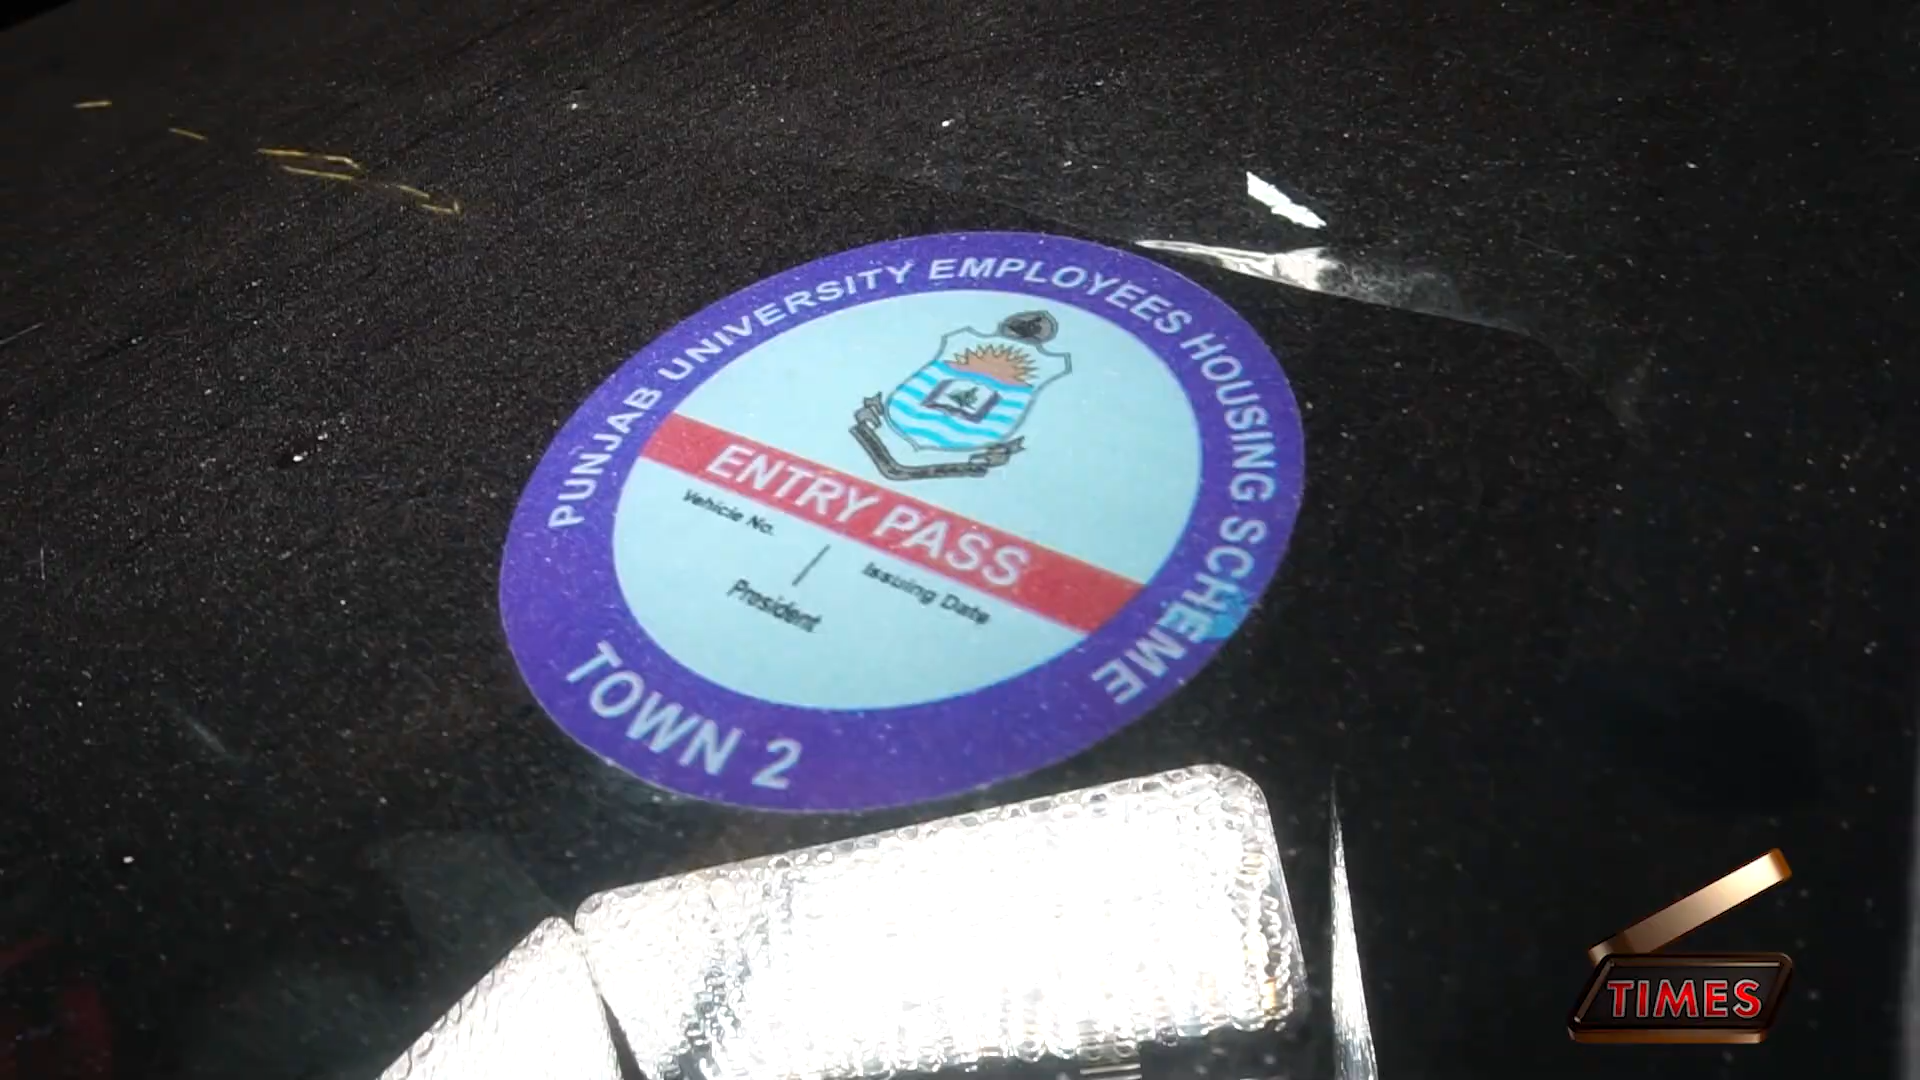 PUNJAB UNIVERSITY EMPLOYEES HOUSING SCHEME
ENTRY PASS
Vehicle No.
Issuing Date
President
TOWN 2
TIMES